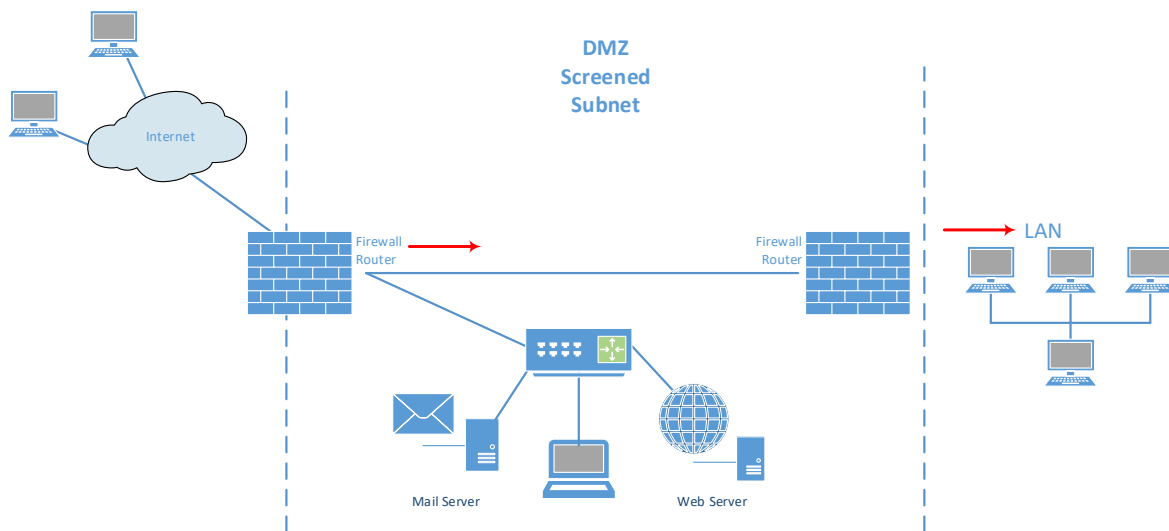 DMZ
Screened
Subnet
Internet
Firewall
Router
Firewall
Router
LAN
Mail Server
Web Server